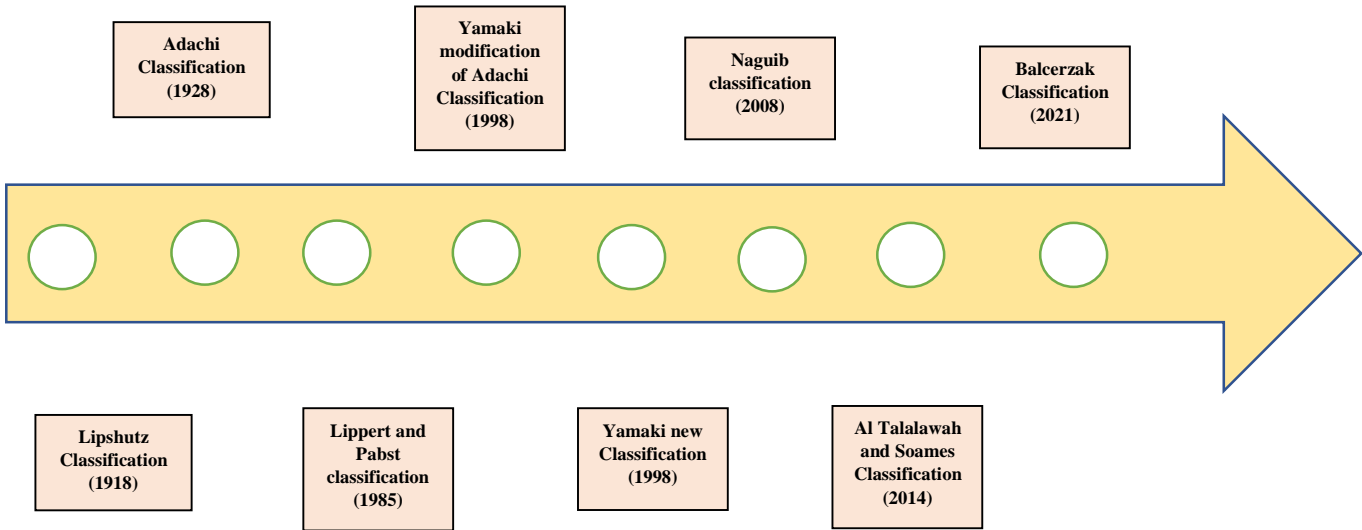 Adachi
Classification
(1928)
Yamaki
modification
of Adachi
Classification
(1998)
Naguib
classification
(2008)
Balcerzak
Classification
(2021)
Lipshutz
Classification
(1918)
Lippert and
Pabst
classification
(1985)
Yamaki new
Classification
(1998)
Al Talalawah
and Soames
Classification
(2014)